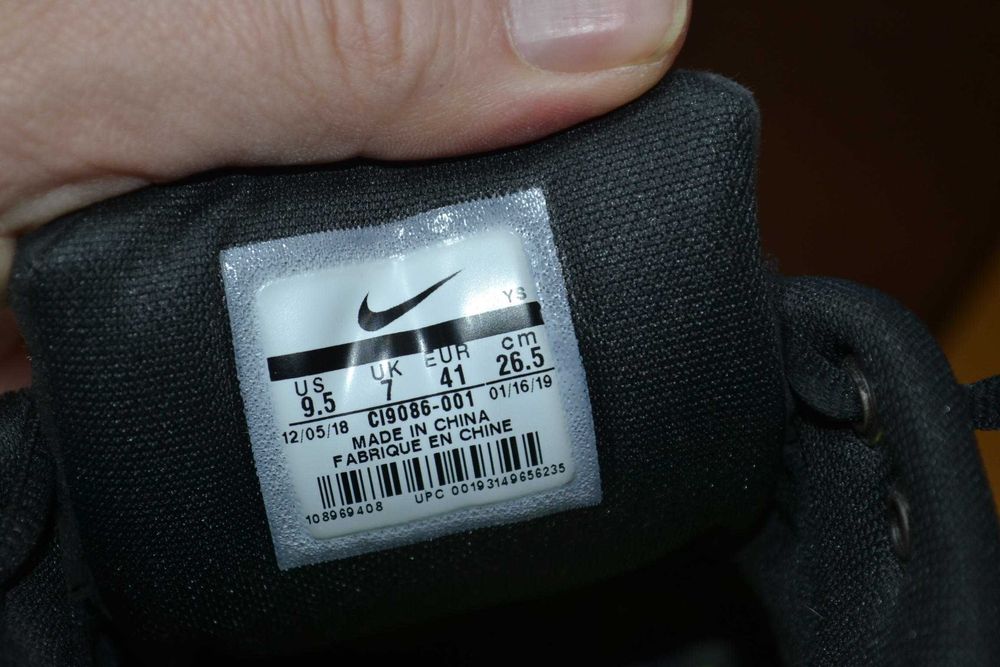 YS
US UK EUR cm
9.5 7 41 26.5
12/05/18 CI9086-001 01/16/19
MADE IN CHINA
FABRIQUE EN CHINE
108969408 UPC 00193149656235